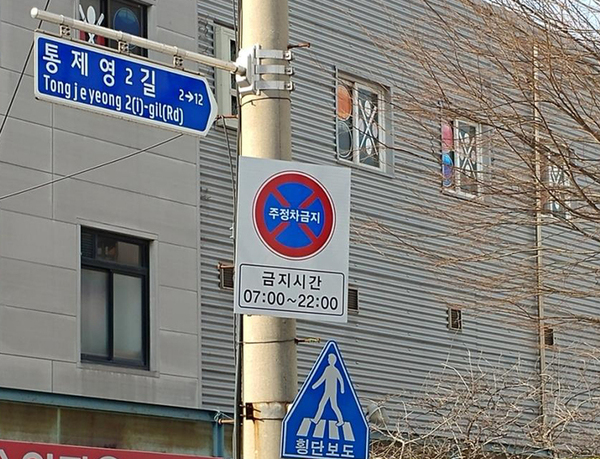 통제영2길
Tongjeyeong 2(i)-gil(Rd)
2→12
주정차금지
금지시간
07:00~22:00
횡단보도